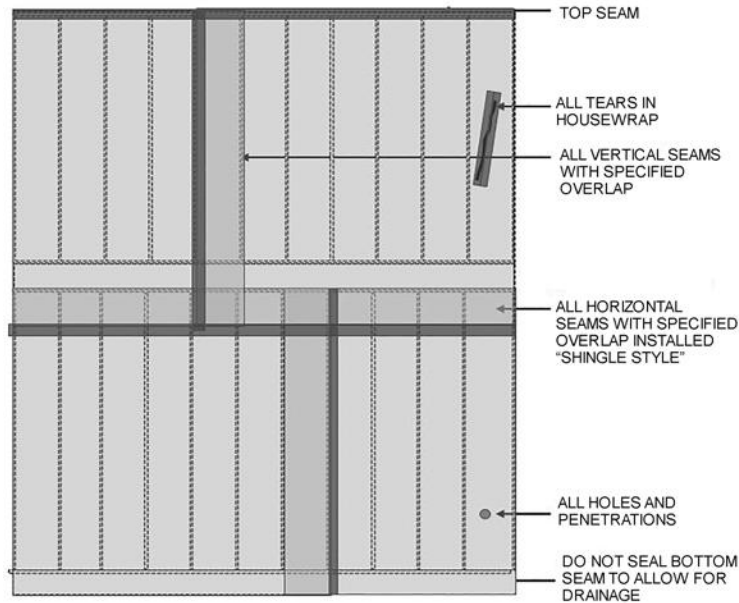 TOP SEAM
ALL TEARS IN
HOUSEWRAP
ALL VERTICAL SEAMS
WITH SPECIFIED
OVERLAP
ALL HORIZONTAL
SEAMS WITH SPECIFIED
OVERLAP INSTALLED
“SHINGLE STYLE”
ALL HOLES AND
PENETRATIONS
DO NOT SEAL BOTTOM
SEAM TO ALLOW FOR
DRAINAGE